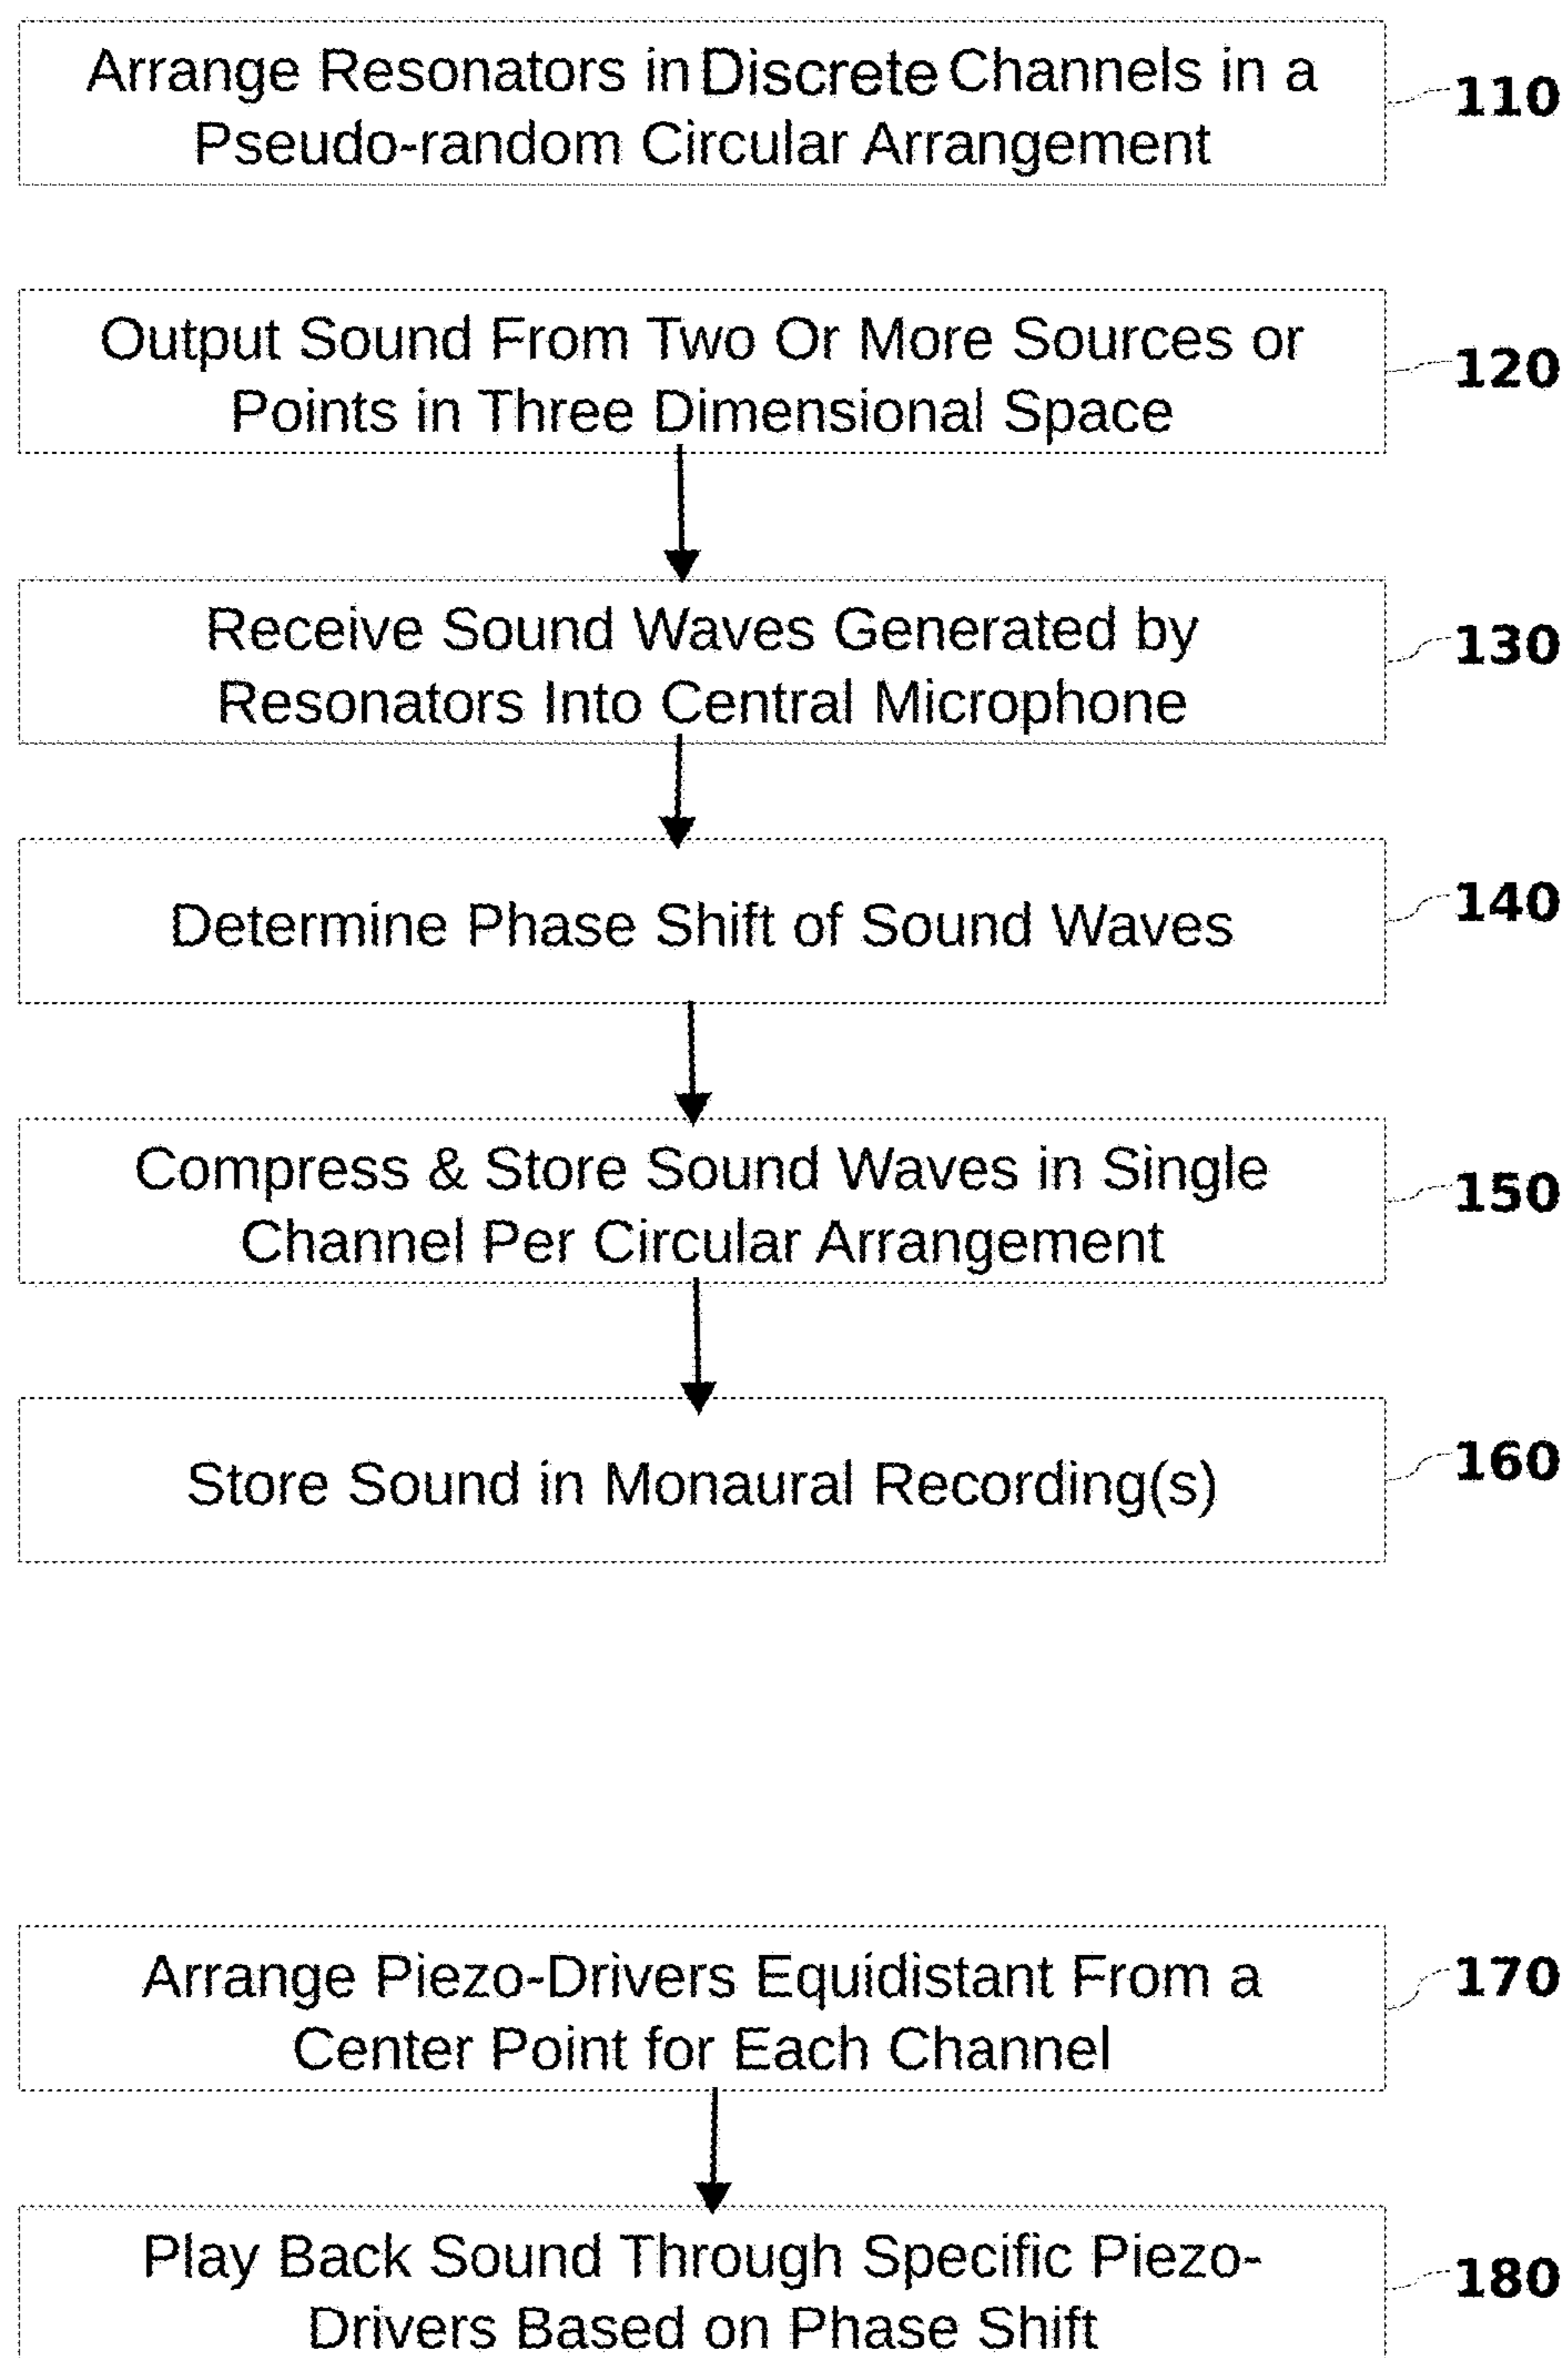 Arrange Resonators in Discrete Channels in a
Pseudo-random Circular Arrangement
110
Output Sound From Two Or More Sources or
Points in Three Dimensional Space
120
Receive Sound Waves Generated by
Resonators Into Central Microphone
130
Determine Phase Shift of Sound Waves
140
Compress & Store Sound Waves in Single
Channel Per Circular Arrangement
150
Store Sound in Monaural Recording(s)
160
Arrange Piezo-Drivers Equidistant From a
Center Point for Each Channel
170
Play Back Sound Through Specific Piezo-
Drivers Based on Phase Shift
180